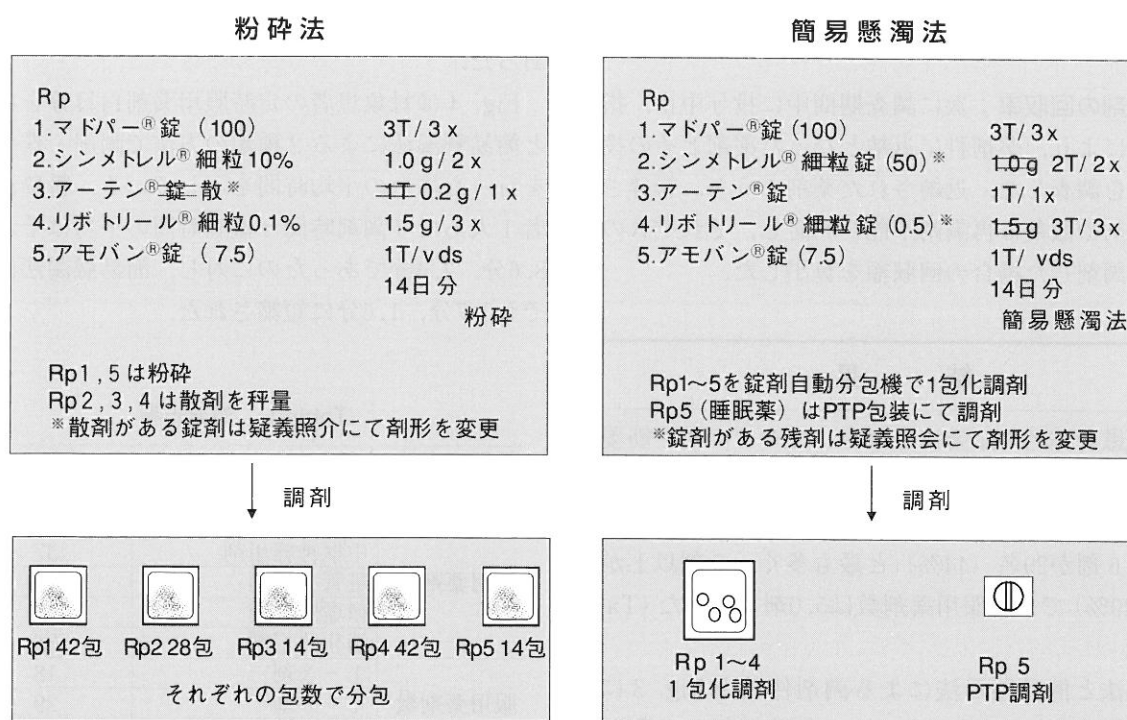 粉砕法
Rp
1.マドパー®錠 (100) 3T/3x
2.シンメトレル®細粒10% 1.0g/2x
3.アーテン®錠散※ 1T 0.2g/1x
4.リボトリール®細粒0.1% 1.5g/3x
5.アモバン®錠 (7.5) 1T/vds
14日分
粉砕
Rp1,5は粉砕
Rp2,3,4は散剤を秤量
※散剤がある錠剤は疑義照介にて剤形を変更
調剤
Rp1 42包 Rp2 28包 Rp3 14包 Rp4 42包 Rp5 14包
それぞれの包数で分包
簡易懸濁法
Rp
1.マドパー®錠 (100) 3T/3x
2.シンメトレル®細粒錠 (50)※ 1.0g 2T/2x
3.アーテン®錠 1T/1x
4.リボトリール®細粒錠 (0.5)※ 1.5g 3T/3x
5.アモバン®錠 (7.5) 1T/ vds
14日分
簡易懸濁法
Rp1~5を錠剤自動分包機で1包化調剤
Rp5(睡眠薬)はPTP包装にて調剤
※錠剤がある残剤は疑義照会にて剤形を変更
調剤
Rp 1~4
1包化調剤
Rp 5
PTP調剤